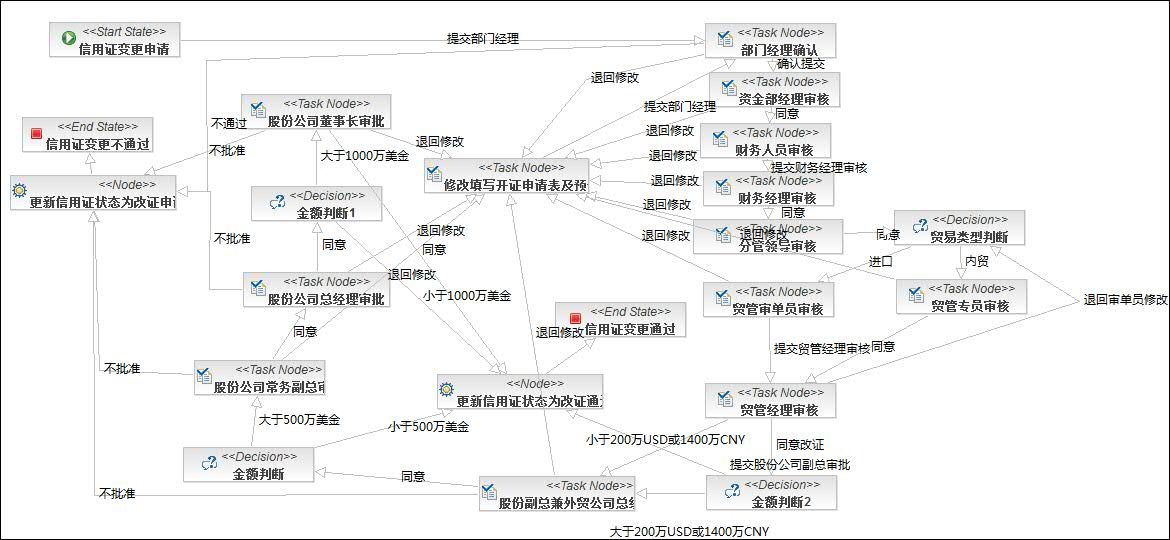 <<Start State>>
信用证变更申请
提交部门经理
<<Task Node>>
部门经理确认
确认提交
退回修改
<<Task Node>>
资金部经理审核
提交部门经理
同意
<<Task Node>>
股份公司董事长审批
不通过
<<End State>>
信用证变更不通过
不批准
大于1000万美金
退回修改
退回修改
<<Task Node>>
财务人员审核
退回修改
提交财务经理审核
<<Task Node>>
修改填写开证申请表及预
<<Node>>
更新信用证状态为改证申请
退回修改
<<Task Node>>
财务经理审核
同意
<<Decision>>
金额判断1
不批准
同意
退回修改
同意
退回修改
<<Task Node>>
分管领导审核
退回修改
同意
<<Decision>>
贸易类型判断
进口
内贸
<<Task Node>>
股份公司总经理审批
退回修改
小于1000万美金
<<Task Node>>
贸管审单员审核
<<Task Node>>
贸管专员审核
退回审单员修改
<<End State>>
信用证变更通过
退回修改
同意
提交贸管经理审核
同意
不批准
<<Task Node>>
股份公司常务副总审
<<Node>>
更新信用证状态为改证通过
<<Task Node>>
贸管经理审核
大于500万美金
小于500万美金
小于200万USD或1400万CNY
同意改证
提交股份公司副总审批
<<Decision>>
金额判断
同意
不批准
<<Task Node>>
股份副总兼外贸公司总经
<<Decision>>
金额判断2
大于200万USD或1400万CNY